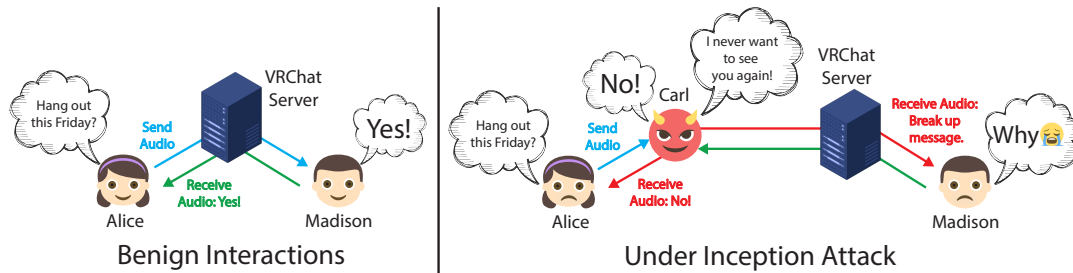 VRChat
Server
Hang out
this Friday?
Send
Audio
Yes!
Receive
Audio: Yes!
Alice
Madison
Benign Interactions
I never want
to see
you again!
No!
Carl
VRChat
Server
Hang out
this Friday?
Send
Audio
Receive Audio:
Break up
message.
Why😭
Receive
Audio: No!
Alice
Madison
Under Inception Attack